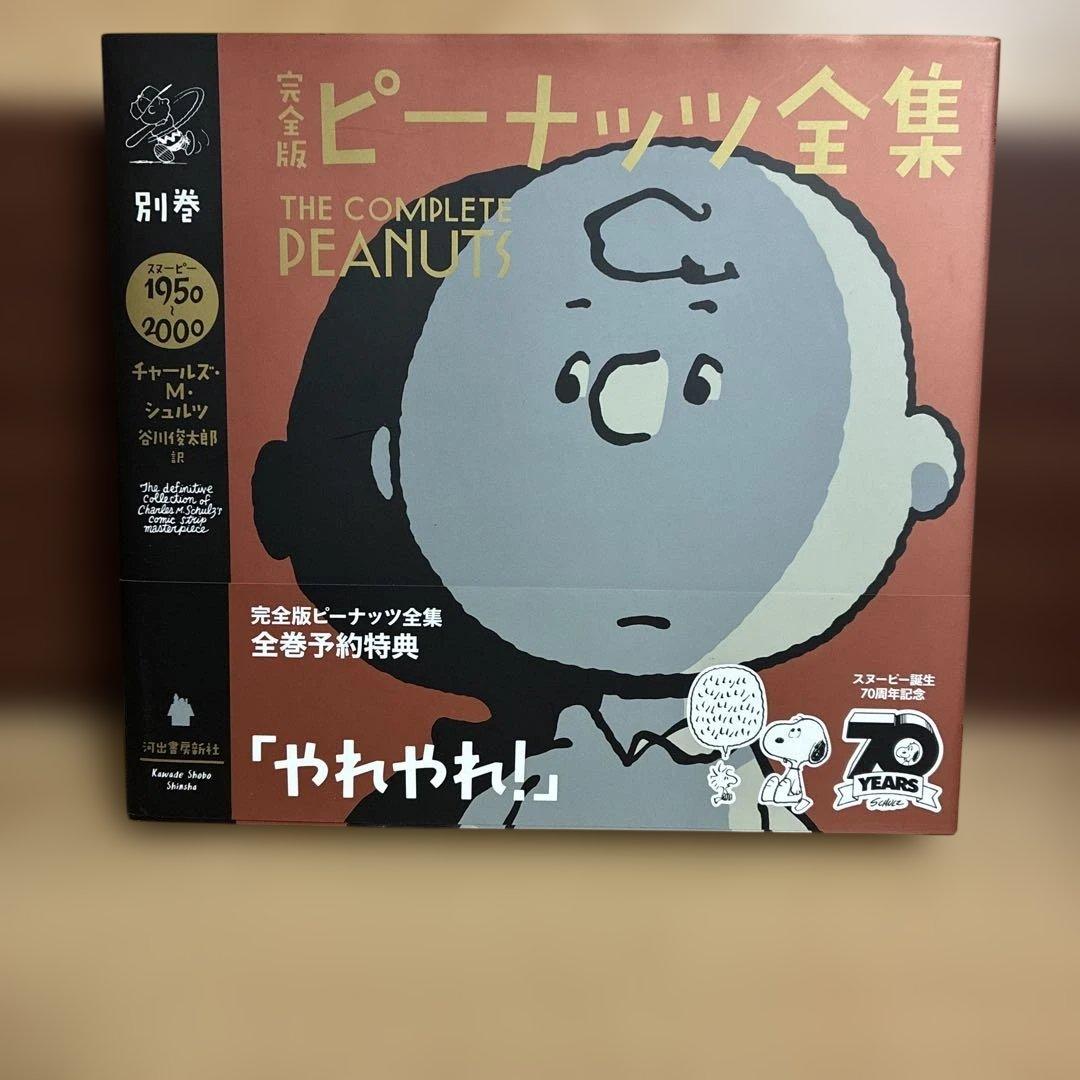 別巻
スヌーピー
1950
~
2000
チャールズ・
M・
シュルツ
谷川俊太郎
訳
The definitive
collection of
Charles M. Schulz's
comic strip
masterpiece
河出書房新社
Kawade Shobo
Shinsha
完全版
ピーナッツ全集
THE COMPLETE
PEANUTS
完全版ピーナッツ全集
全巻予約特典
「やれやれ!」
スヌーピー誕生
70周年記念
70
YEARS
SCHULZ